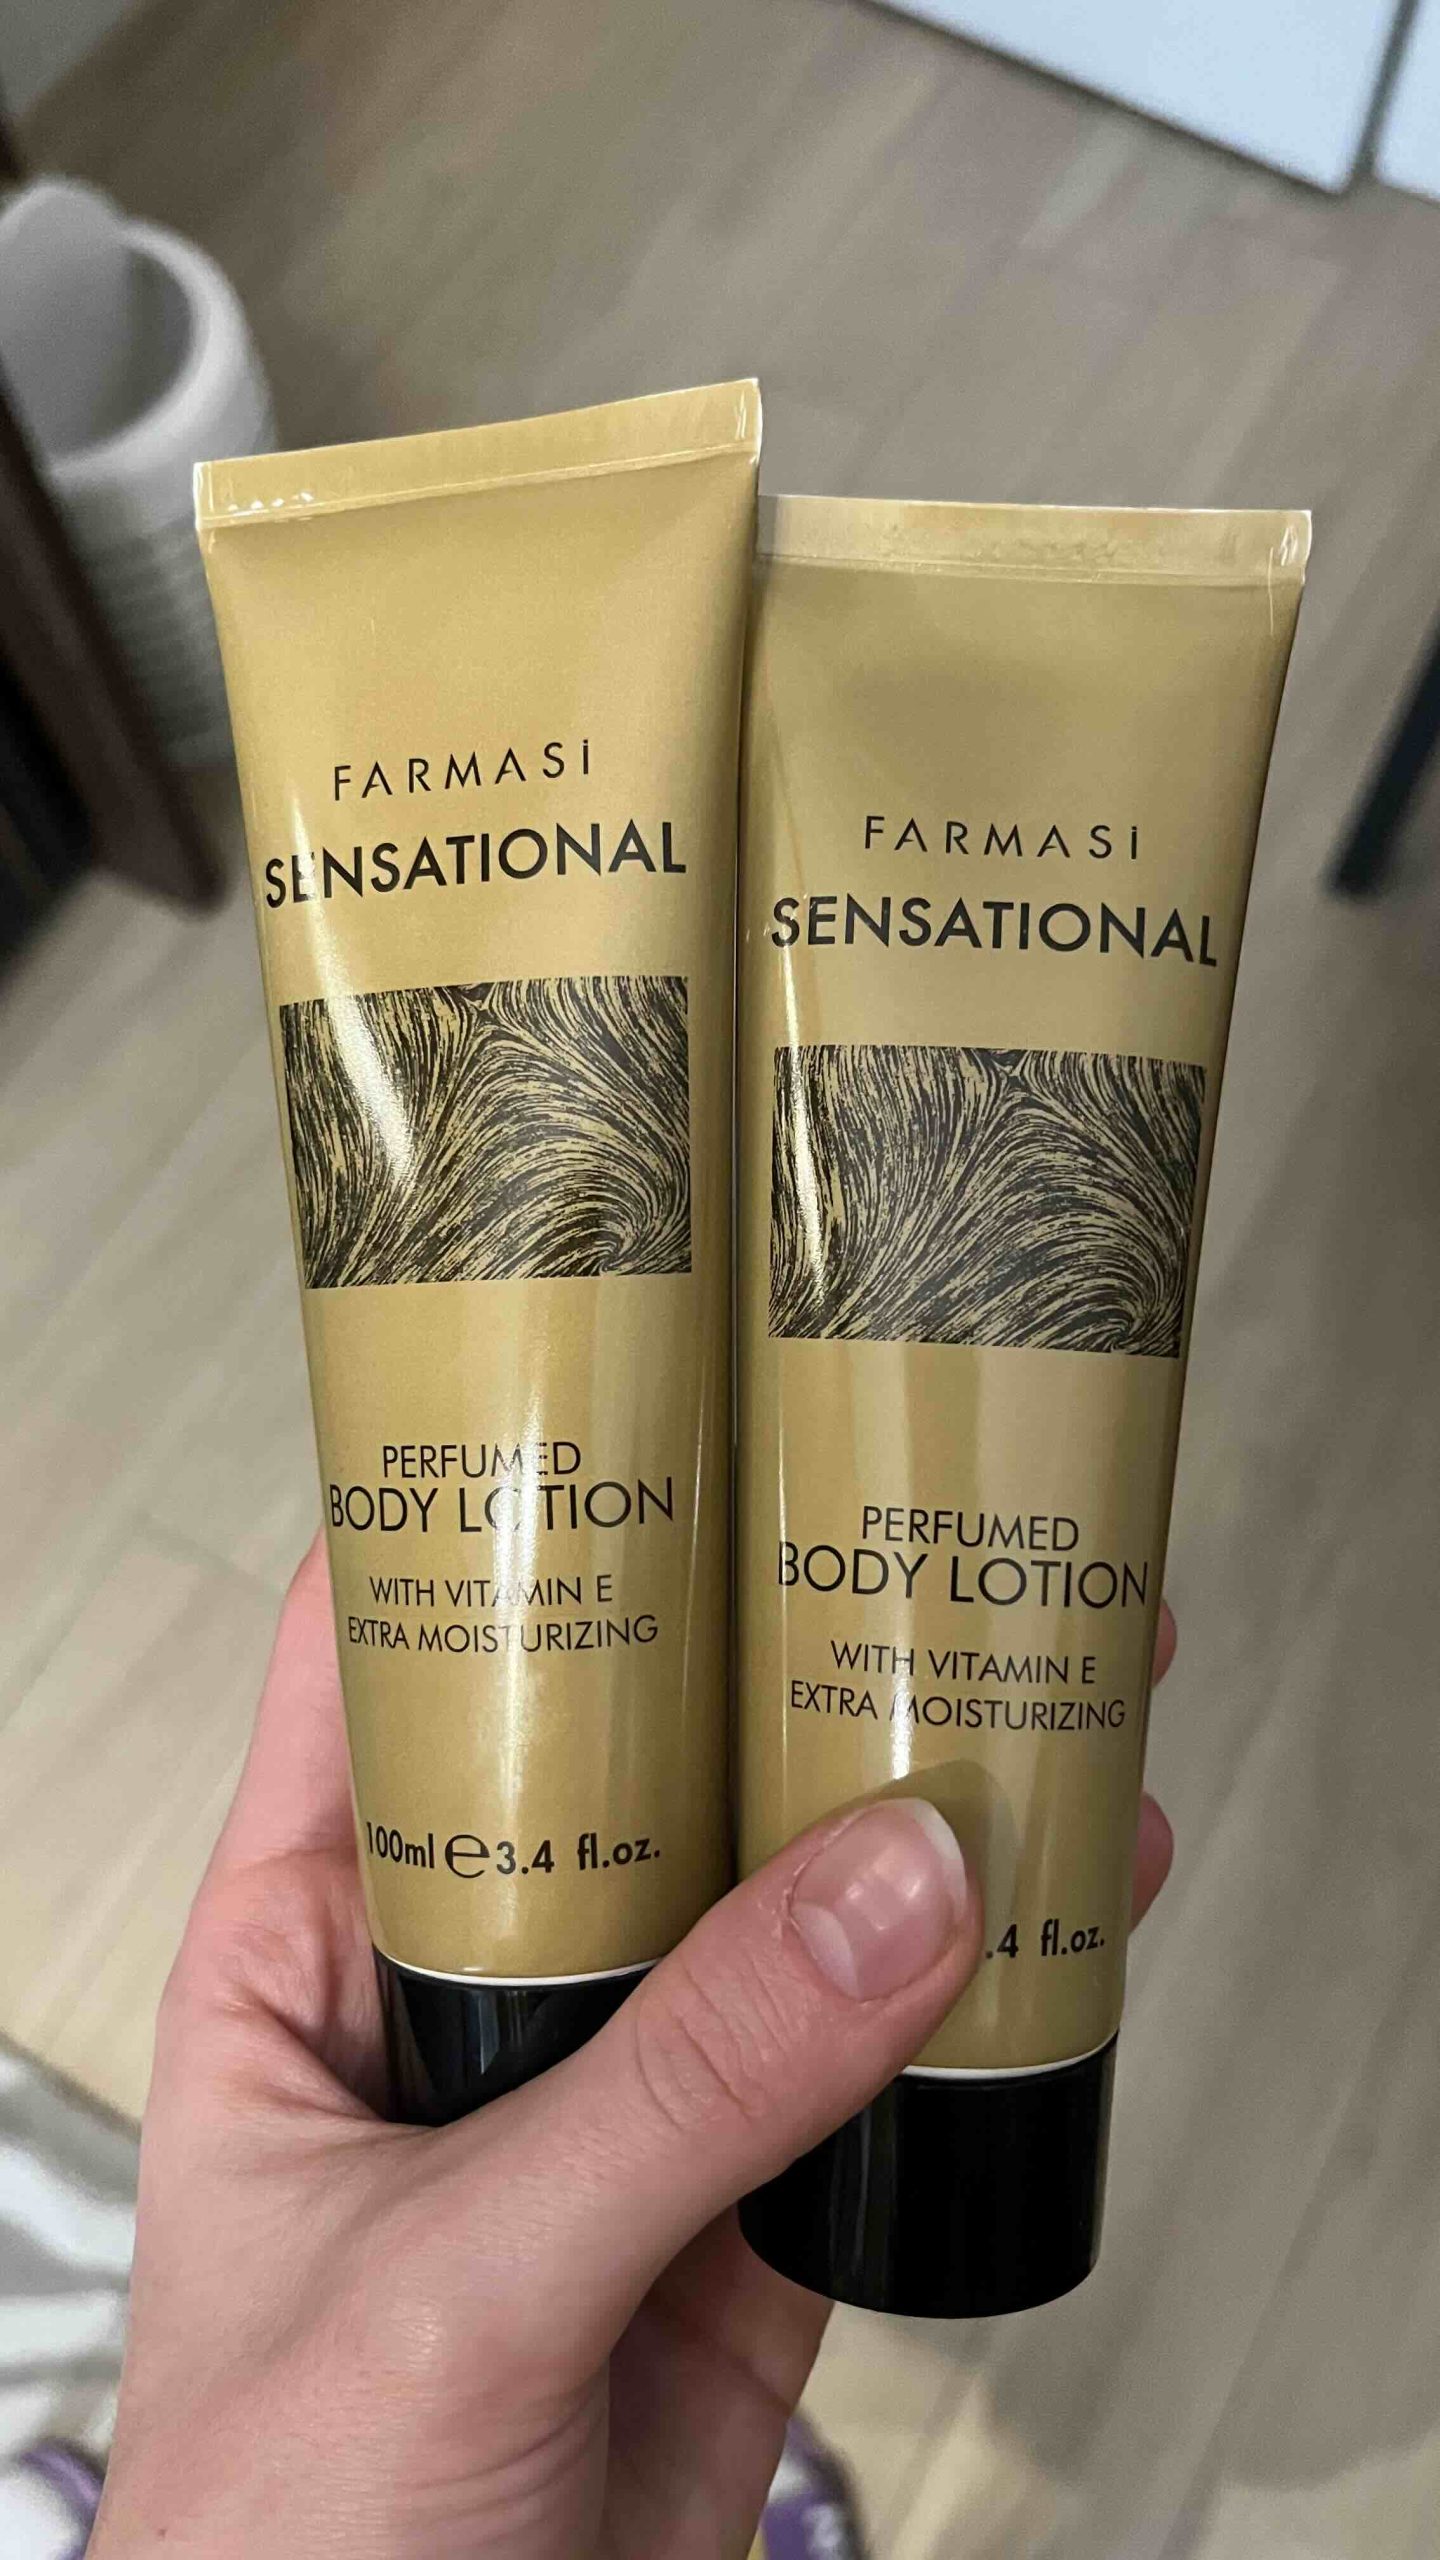 FARMASİ
SENSATIONAL
PERFUMED
BODY LOTION
WITH VITAMIN E
EXTRA MOISTURIZING
100ml ℮ 3.4 fl.oz.
FARMASİ
SENSATIONAL
PERFUMED
BODY LOTION
WITH VITAMIN E
EXTRA MOISTURIZING
.4 fl.oz.